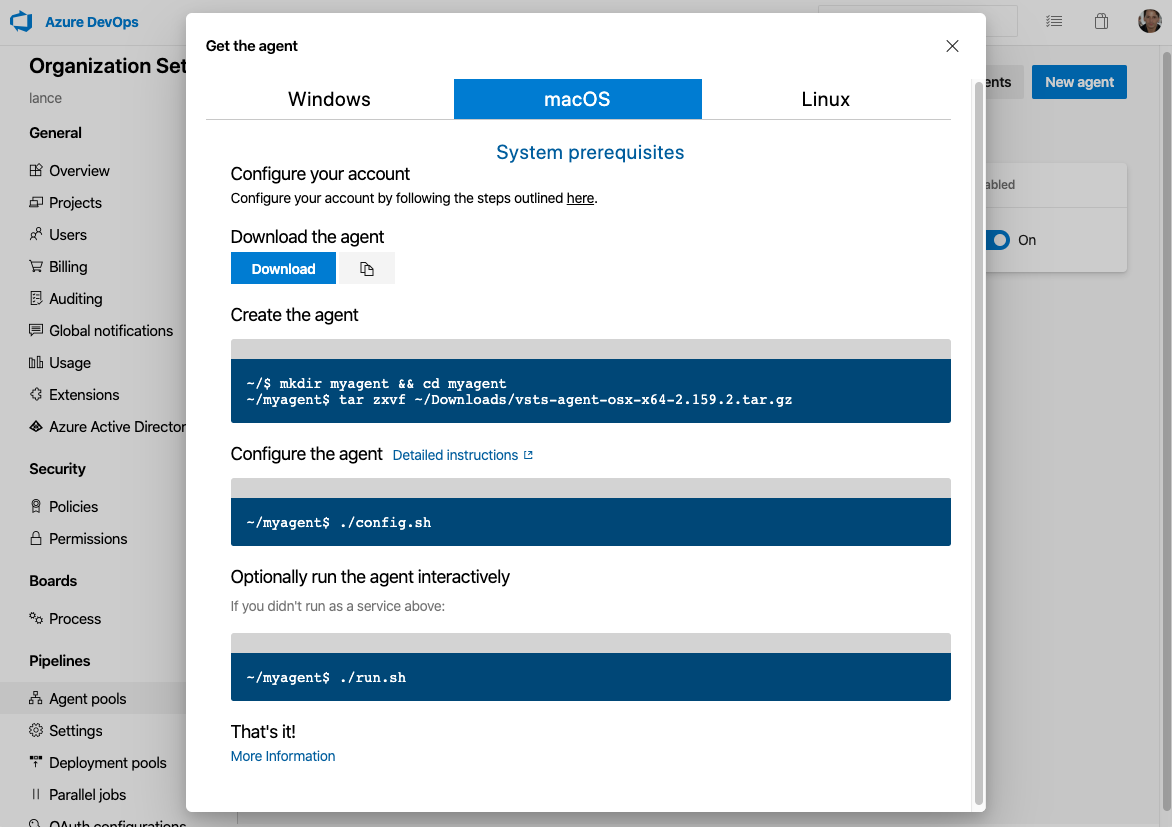 Azure DevOps
Organization Set
lance
General
Overview
Projects
Users
Billing
Auditing
Global notifications
Usage
Extensions
Azure Active Director
Security
Policies
Permissions
Boards
Process
Pipelines
Agent pools
Settings
Deployment pools
Parallel jobs
OAuth configurations
Get the agent
Windows macOS Linux
System prerequisites
Configure your account
Configure your account by following the steps outlined here.
Download the agent
Download
Create the agent
~/$ mkdir myagent && cd myagent
~/myagent$ tar zxvf ~/Downloads/vsts-agent-osx-x64-2.159.2.tar.gz
Configure the agent Detailed instructions
~/myagent$ ./config.sh
Optionally run the agent interactively
If you didn't run as a service above:
~/myagent$ ./run.sh
That's it!
More Information
ents
New agent
abled
On